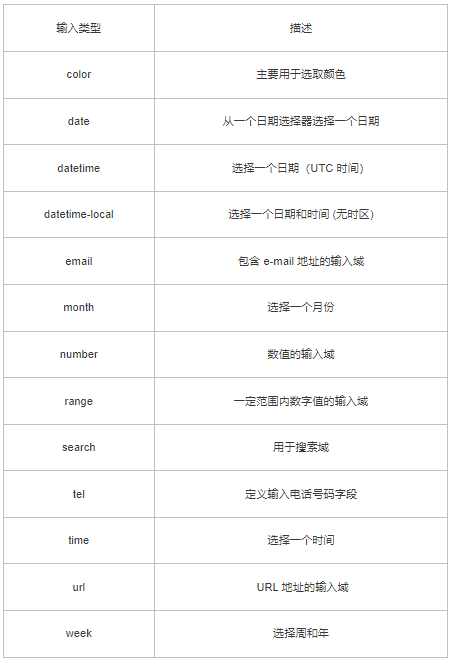 输入类型 描述
color 主要用于选取颜色
date 从一个日期选择器选择一个日期
datetime 选择一个日期（UTC 时间）
datetime-local 选择一个日期和时间 (无时区)
email 包含 e-mail 地址的输入域
month 选择一个月份
number 数值的输入域
range 一定范围内数字值的输入域
search 用于搜索域
tel 定义输入电话号码字段
time 选择一个时间
url URL 地址的输入域
week 选择周和年